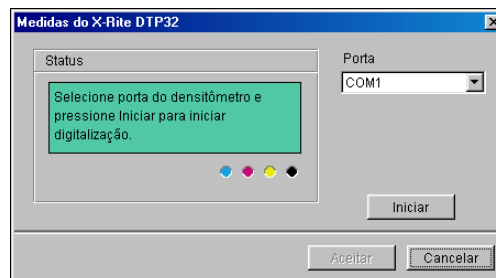 Medidas do X-Rite DTP32
Status
Selecione porta do densitômetro e
pressione Iniciar para iniciar
digitalização.
Porta
COM1
Iniciar
Aceitar
Cancelar